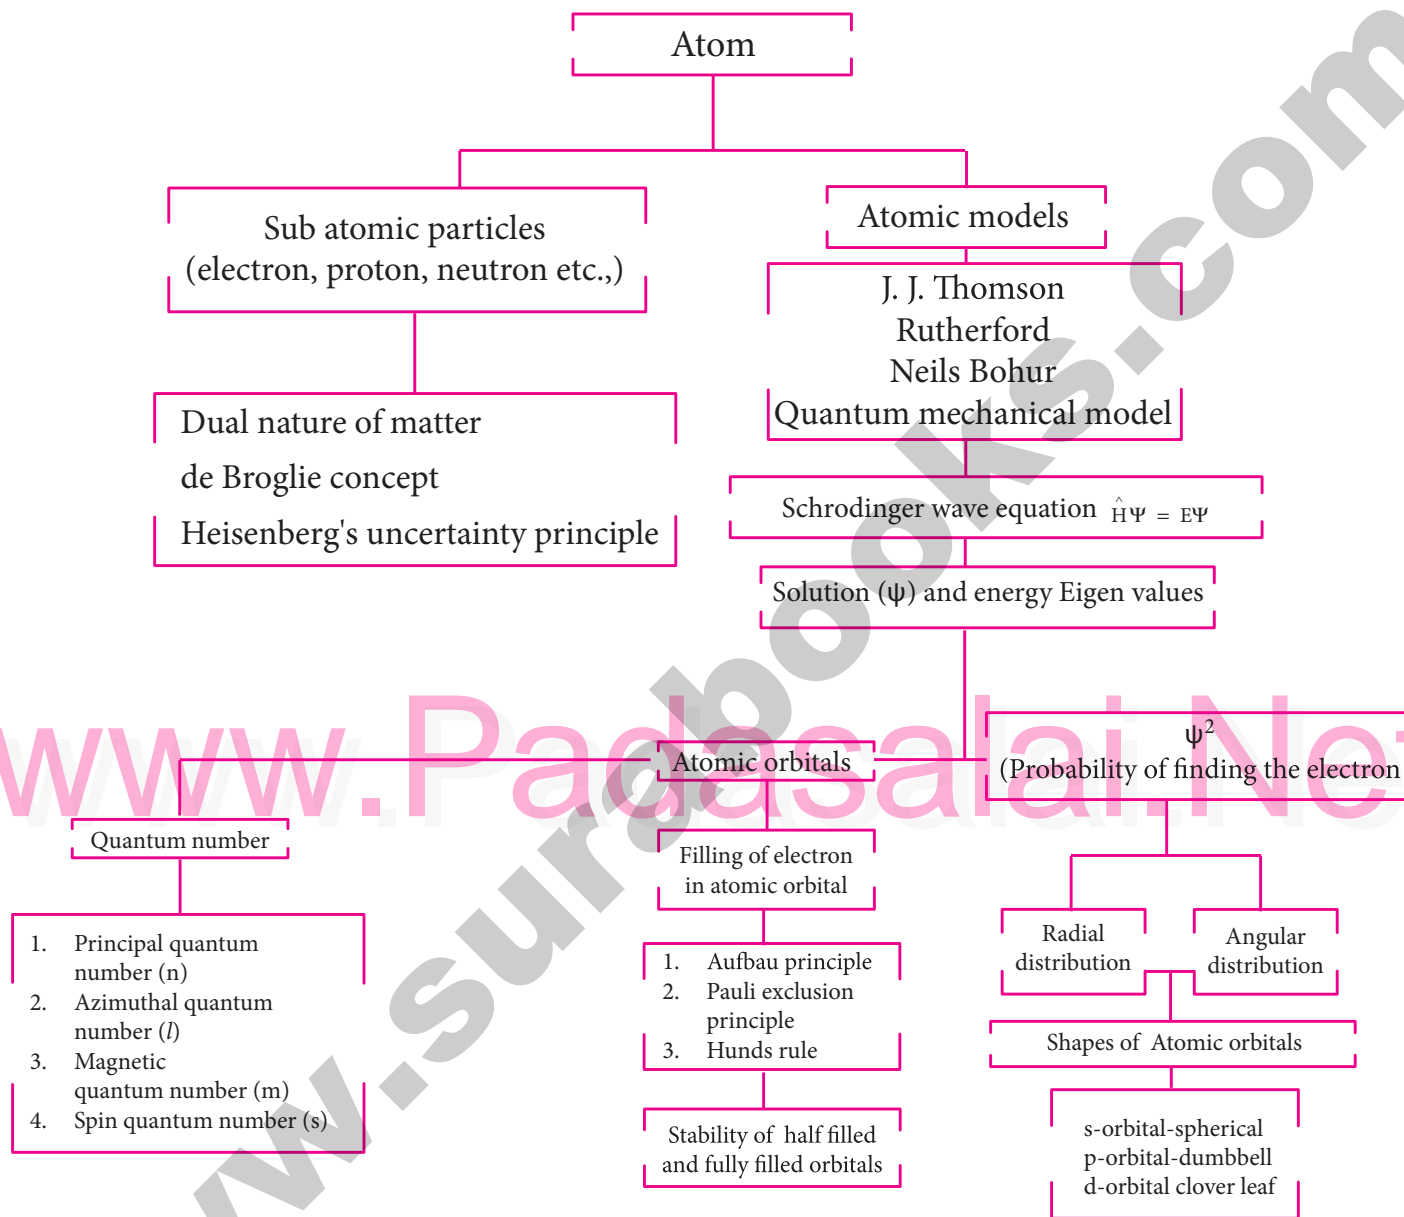 Atom
Sub atomic particles
(electron, proton, neutron etc.,)
Atomic models
J. J. Thomson
Rutherford
Neils Bohur
Quantum mechanical model
Dual nature of matter
de Broglie concept
Heisenberg's uncertainty principle
Schrodinger wave equation ĤΨ = EΨ
Solution (ψ) and energy Eigen values
www.Padasalai.Net
www.surabooks.com
Atomic orbitals
ψ²
(Probability of finding the electron
Quantum number
1. Principal quantum
number (n)
2. Azimuthal quantum
number (l)
3. Magnetic
quantum number (m)
4. Spin quantum number (s)
Filling of electron
in atomic orbital
1. Aufbau principle
2. Pauli exclusion
principle
3. Hunds rule
Stability of half filled
and fully filled orbitals
Radial
distribution
Angular
distribution
Shapes of Atomic orbitals
s-orbital-spherical
p-orbital-dumbbell
d-orbital clover leaf